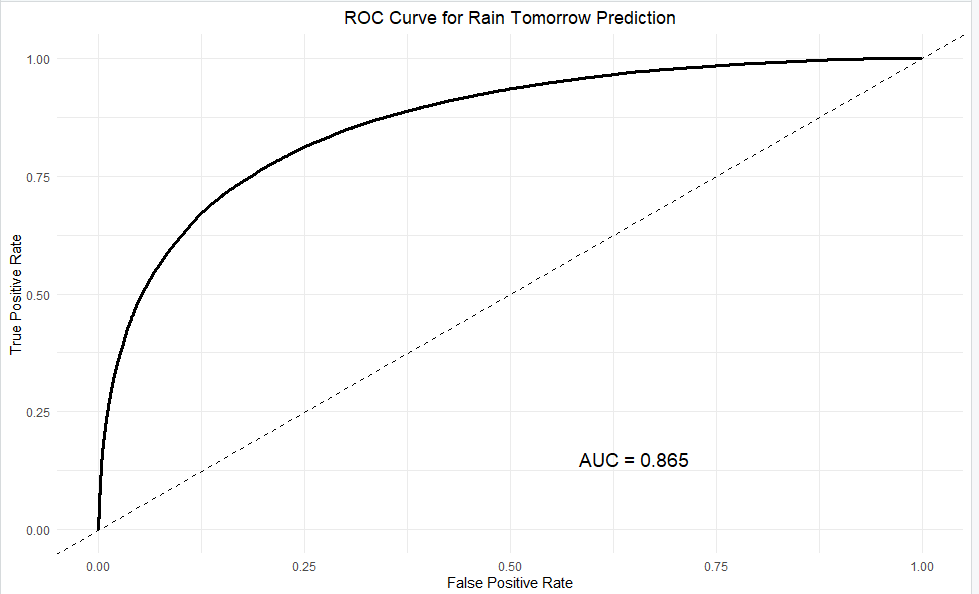 ROC Curve for Rain Tomorrow Prediction
True Positive Rate
1.00
0.75
0.50
0.25
0.00
AUC = 0.865
0.00 0.25 0.50 0.75 1.00
False Positive Rate